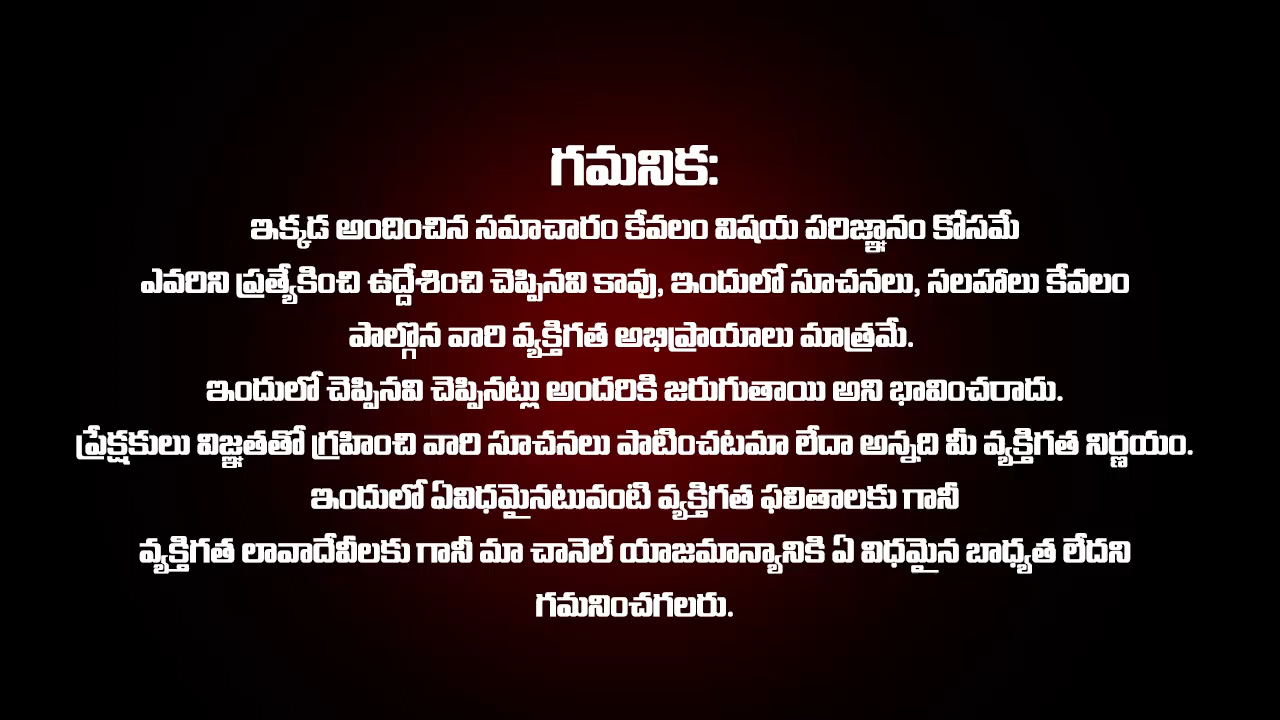 గమనిక:
ఇక్కడ అందించిన సమాచారం కేవలం విషయ పరిజ్ఞానం కోసమే
ఎవరిని ప్రత్యేకించి ఉద్దేశించి చెప్పినవి కావు, ఇందులో సూచనలు, సలహాలు కేవలం
పాల్గొన వారి వ్యక్తిగత అభిప్రాయాలు మాత్రమే.
ఇందులో చెప్పినవి చెప్పినట్లు అందరికి జరుగుతాయి అని భావించరాదు.
ప్రేక్షకులు విజ్ఞతతో గ్రహించి వారి సూచనలు పాటించటమా లేదా అన్నది మీ వ్యక్తిగత నిర్ణయం.
ఇందులో ఏవిధమైనటువంటి వ్యక్తిగత ఫలితాలకు గానీ
వ్యక్తిగత లావాదేవీలకు గానీ మా చానెల్ యాజమాన్యానికి ఏ విధమైన బాధ్యత లేదని
గమనించగలరు.